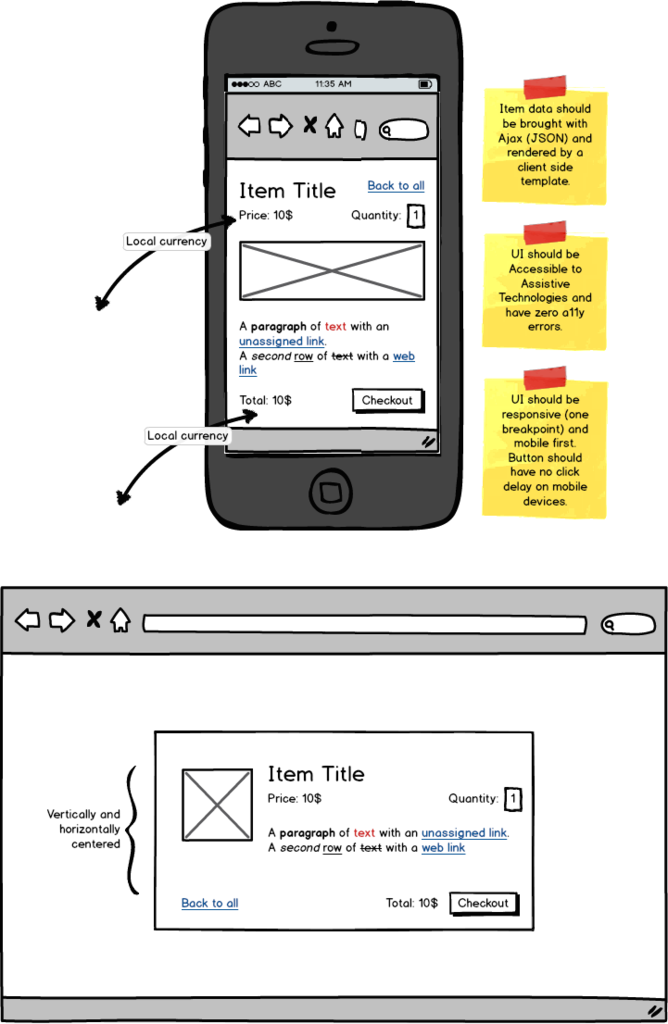 ABC 11:35 AM
Item Title
Back to all
Price: 10$
Quantity: 1
Local currency
A paragraph of text with an
unassigned link.
A second row of text with a web
link
Total: 10$
Checkout
Local currency
Item data should
be brought with
Ajax (JSON) and
rendered by a
client side
template.
UI should be
Accessible to
Assistive
Technologies and
have zero a11y
errors.
UI should be
responsive (one
breakpoint) and
mobile first.
Button should
have no click
delay on mobile
devices.
Vertically and
horizontally
centered
Item Title
Price: 10$
Quantity: 1
A paragraph of text with an unassigned link.
A second row of text with a web link
Back to all
Total: 10$
Checkout